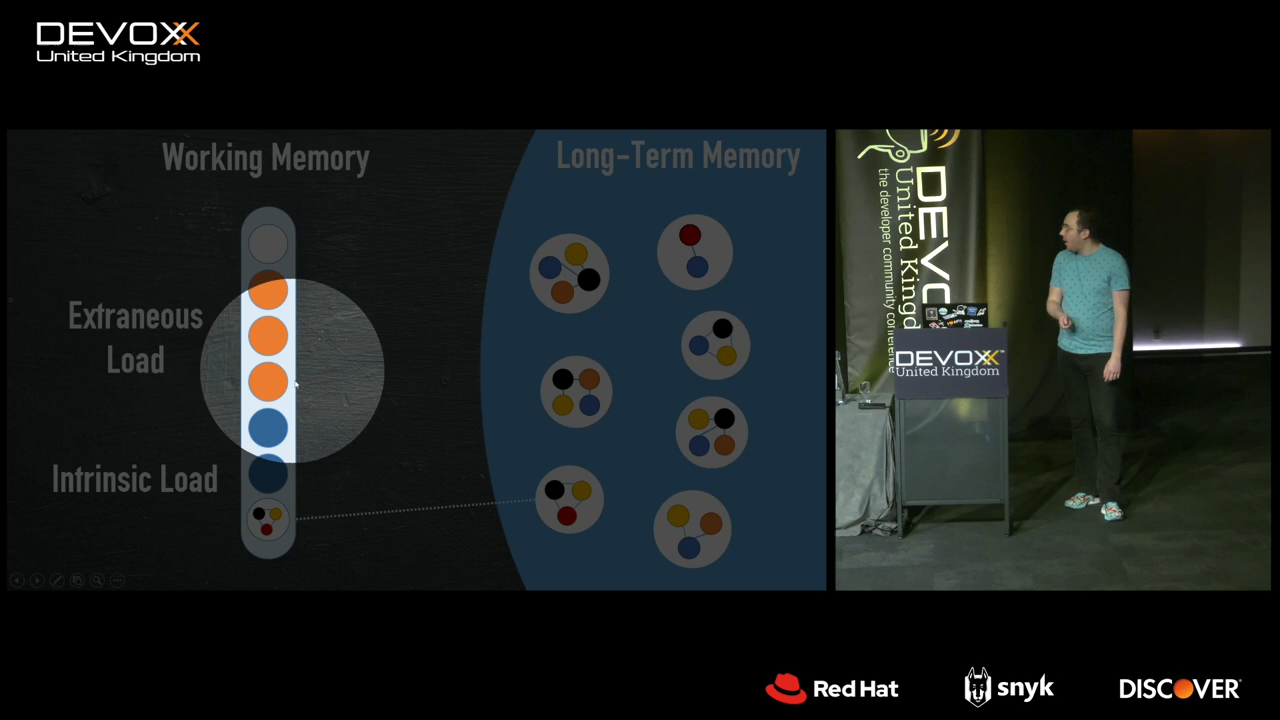 DEVOXX
United Kingdom
Working Memory
Long-Term Memory
Extraneous
Load
Intrinsic Load
DEVOXX
United Kingdom
the developer community conference
DEVOXX™
United Kingdom
Red Hat
snyk
DISCOVER